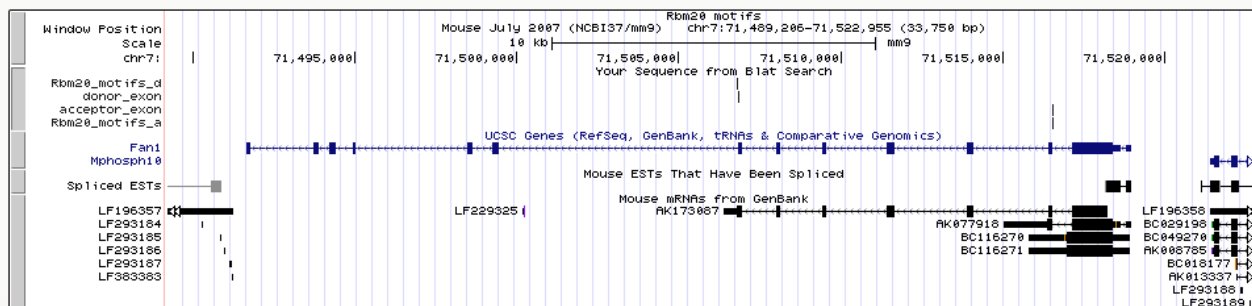 Rbm20 motifs
Window Position Mouse July 2007 (NCBI37/mm9) chr7:71,489,206-71,522,955 (33,750 bp)
Scale 10 kb mm9
chr7: 71,495,000 71,500,000 71,505,000 71,510,000 71,515,000 71,520,000
Your Sequence from Blat Search
Rbm20_motifs_d
donor_exon
acceptor_exon
Rbm20_motifs_a
UCSC Genes (RefSeq, GenBank, tRNAs & Comparative Genomics)
Fan1
Mphosph10
Mouse ESTs That Have Been Spliced
Spliced ESTs
Mouse mRNAs from GenBank
LF196357 LF229325 AK173087 LF196358
LF293184 AK077918 BC029198
LF293185 BC116270 BC049270
LF293186 BC116271 AK008785
LF293187 BC018177
LF383383 AK013337
LF293188
LF293189